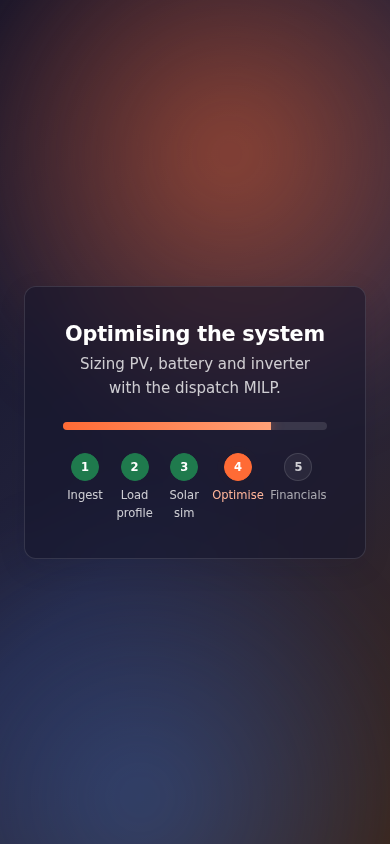 Optimising the system
Sizing PV, battery and inverter
with the dispatch MILP.
1 2 3 4 5
Ingest Load profile Solar sim Optimise Financials